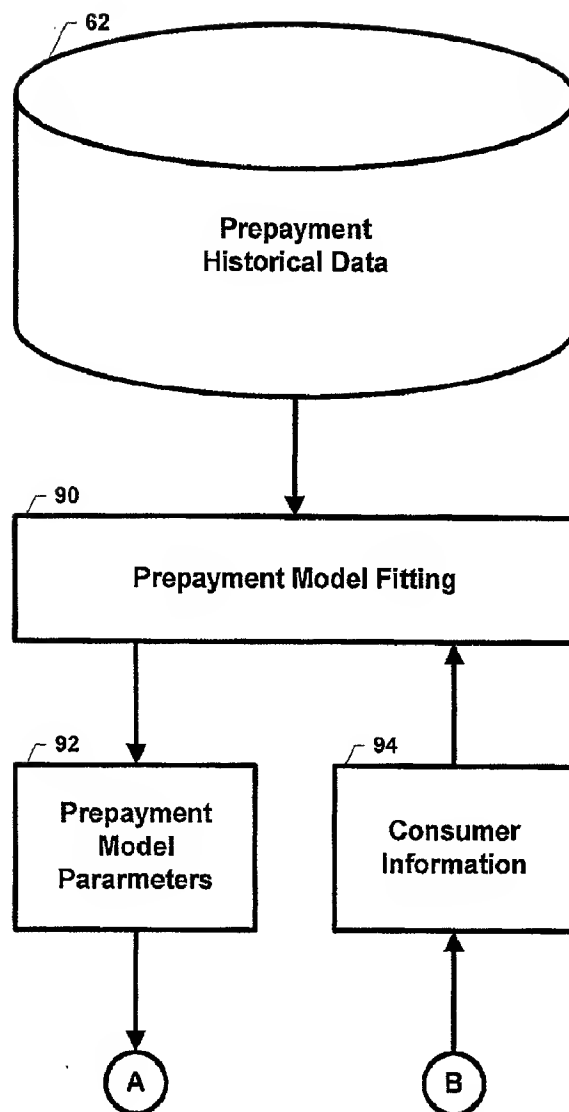 62
Prepayment
Historical Data
90
Prepayment Model Fitting
92
Prepayment
Model
Pararmeters
94
Consumer
Information
A
B